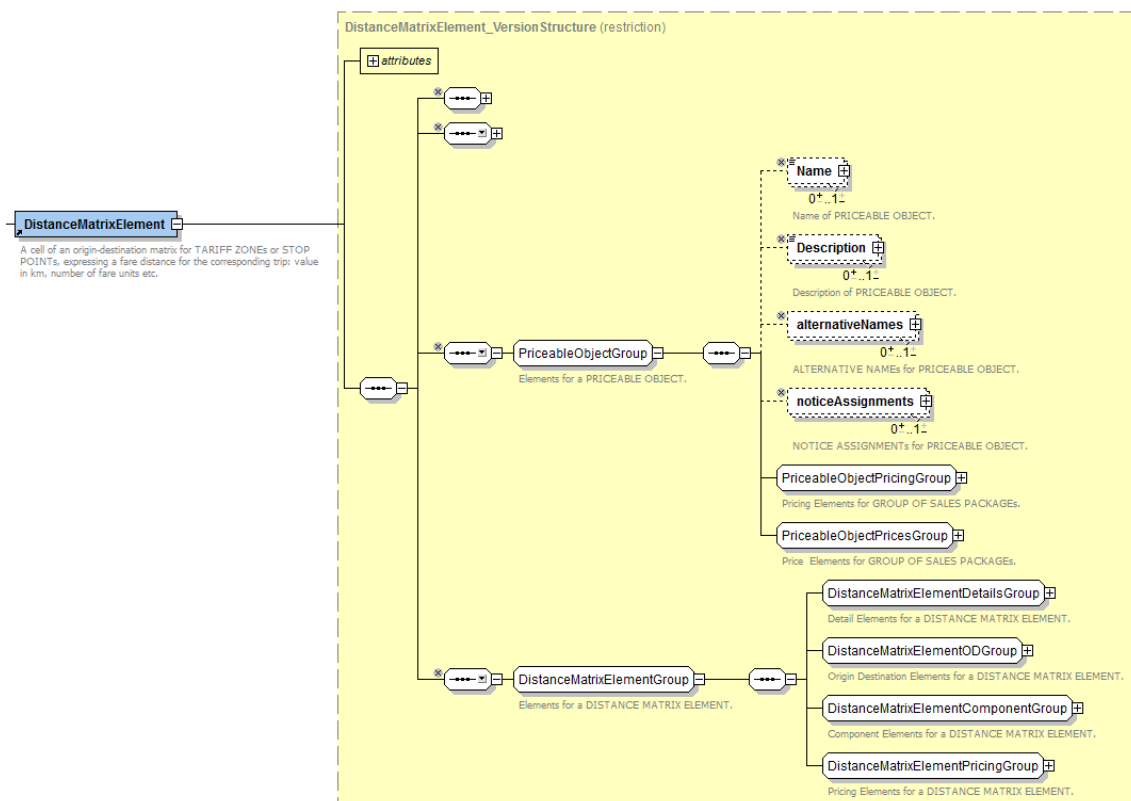 DistanceMatrixElement_VersionStructure (restriction)
attributes
DistanceMatrixElement
A cell of an origin-destination matrix for TARIFF ZONEs or STOP
POINTs, expressing a fare distance for the corresponding trip: value
in km, number of fare units etc.
Name
0+..1±
Name of PRICEABLE OBJECT.
Description
0+..1±
Description of PRICEABLE OBJECT.
alternativeNames
0+..1±
ALTERNATIVE NAMEs for PRICEABLE OBJECT.
PriceableObjectGroup
Elements for a PRICEABLE OBJECT.
noticeAssignments
0+..1±
NOTICE ASSIGNMENTs for PRICEABLE OBJECT.
PriceableObjectPricingGroup
Pricing Elements for GROUP OF SALES PACKAGEs.
PriceableObjectPricesGroup
Price Elements for GROUP OF SALES PACKAGEs.
DistanceMatrixElementDetailsGroup
Detail Elements for a DISTANCE MATRIX ELEMENT.
DistanceMatrixElementODGroup
Origin Destination Elements for a DISTANCE MATRIX ELEMENT.
DistanceMatrixElementGroup
Elements for a DISTANCE MATRIX ELEMENT.
DistanceMatrixElementComponentGroup
Component Elements for a DISTANCE MATRIX ELEMENT.
DistanceMatrixElementPricingGroup
Pricing Elements for a DISTANCE MATRIX ELEMENT.